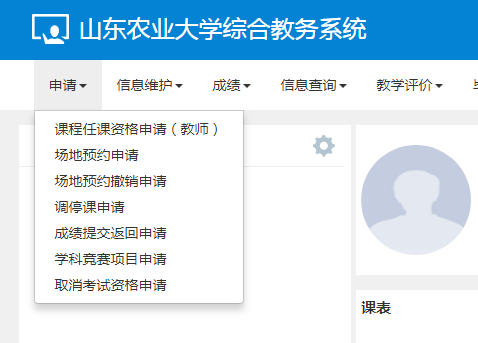 山东农业大学综合教务系统
申请 信息维护 成绩 信息查询 教学评价
课程任课资格申请（教师）
场地预约申请
场地预约撤销申请
调停课申请
成绩提交返回申请
学科竞赛项目申请
取消考试资格申请
课表